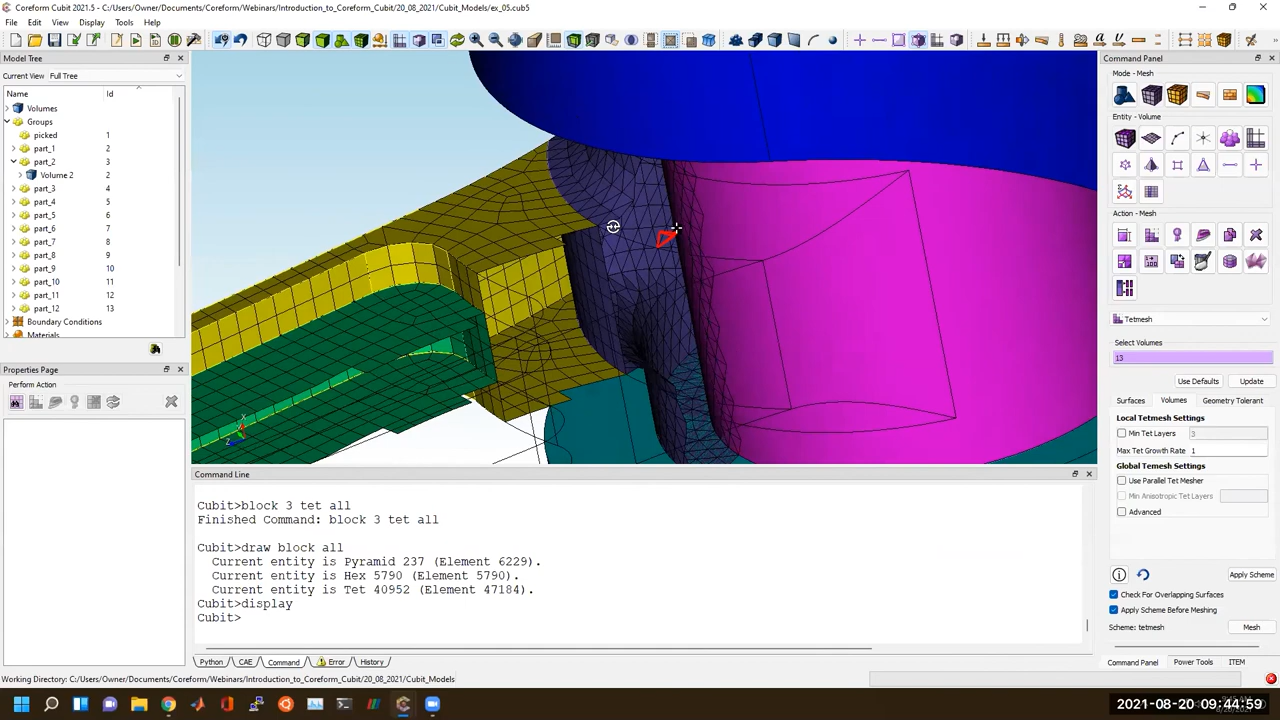 Coreform Cubit 2021.5 - C:/Users/Owner/Documents/Coreform/Webinars/Introduction_to_Coreform_Cubit/20_08_2021/Cubit_Models/ex_05.cub5
File Edit View Display Tools Help
Model Tree
Current View Full Tree
Name Id
Volumes
Groups
picked 1
part_1 2
part_2 3
Volume 2 2
part_3 4
part_4 5
part_5 6
part_6 7
part_7 8
part_8 9
part_9 10
part_10 11
part_11 12
part_12 13
Boundary Conditions
Materials
Properties Page
Perform Action
X
Z
Command Line
Cubit>block 3 tet all
Finished Command: block 3 tet all
Cubit>draw block all
Current entity is Pyramid 237 (Element 6229).
Current entity is Hex 5790 (Element 5790).
Current entity is Tet 40952 (Element 47184).
Cubit>display
Cubit>
Python CAE Command Error History
Command Panel
Mode - Mesh
Entity - Volume
Action - Mesh
Tetmesh
Select Volumes
13
Use Defaults Update
Surfaces Volumes Geometry Tolerant
Local Tetmesh Settings
Min Tet Layers 3
Max Tet Growth Rate 1
Global Temesh Settings
Use Parallel Tet Mesher
Min Anisotropic Tet Layers
Advanced
Apply Scheme
Check For Overlapping Surfaces
Apply Scheme Before Meshing
Scheme: tetmesh Mesh
Command Panel Power Tools ITEM
Working Directory: C:/Users/Owner/Documents/Coreform/Webinars/Introduction_to_Coreform_Cubit/20_08_2021/Cubit_Models
2021-08-20 09:44:59